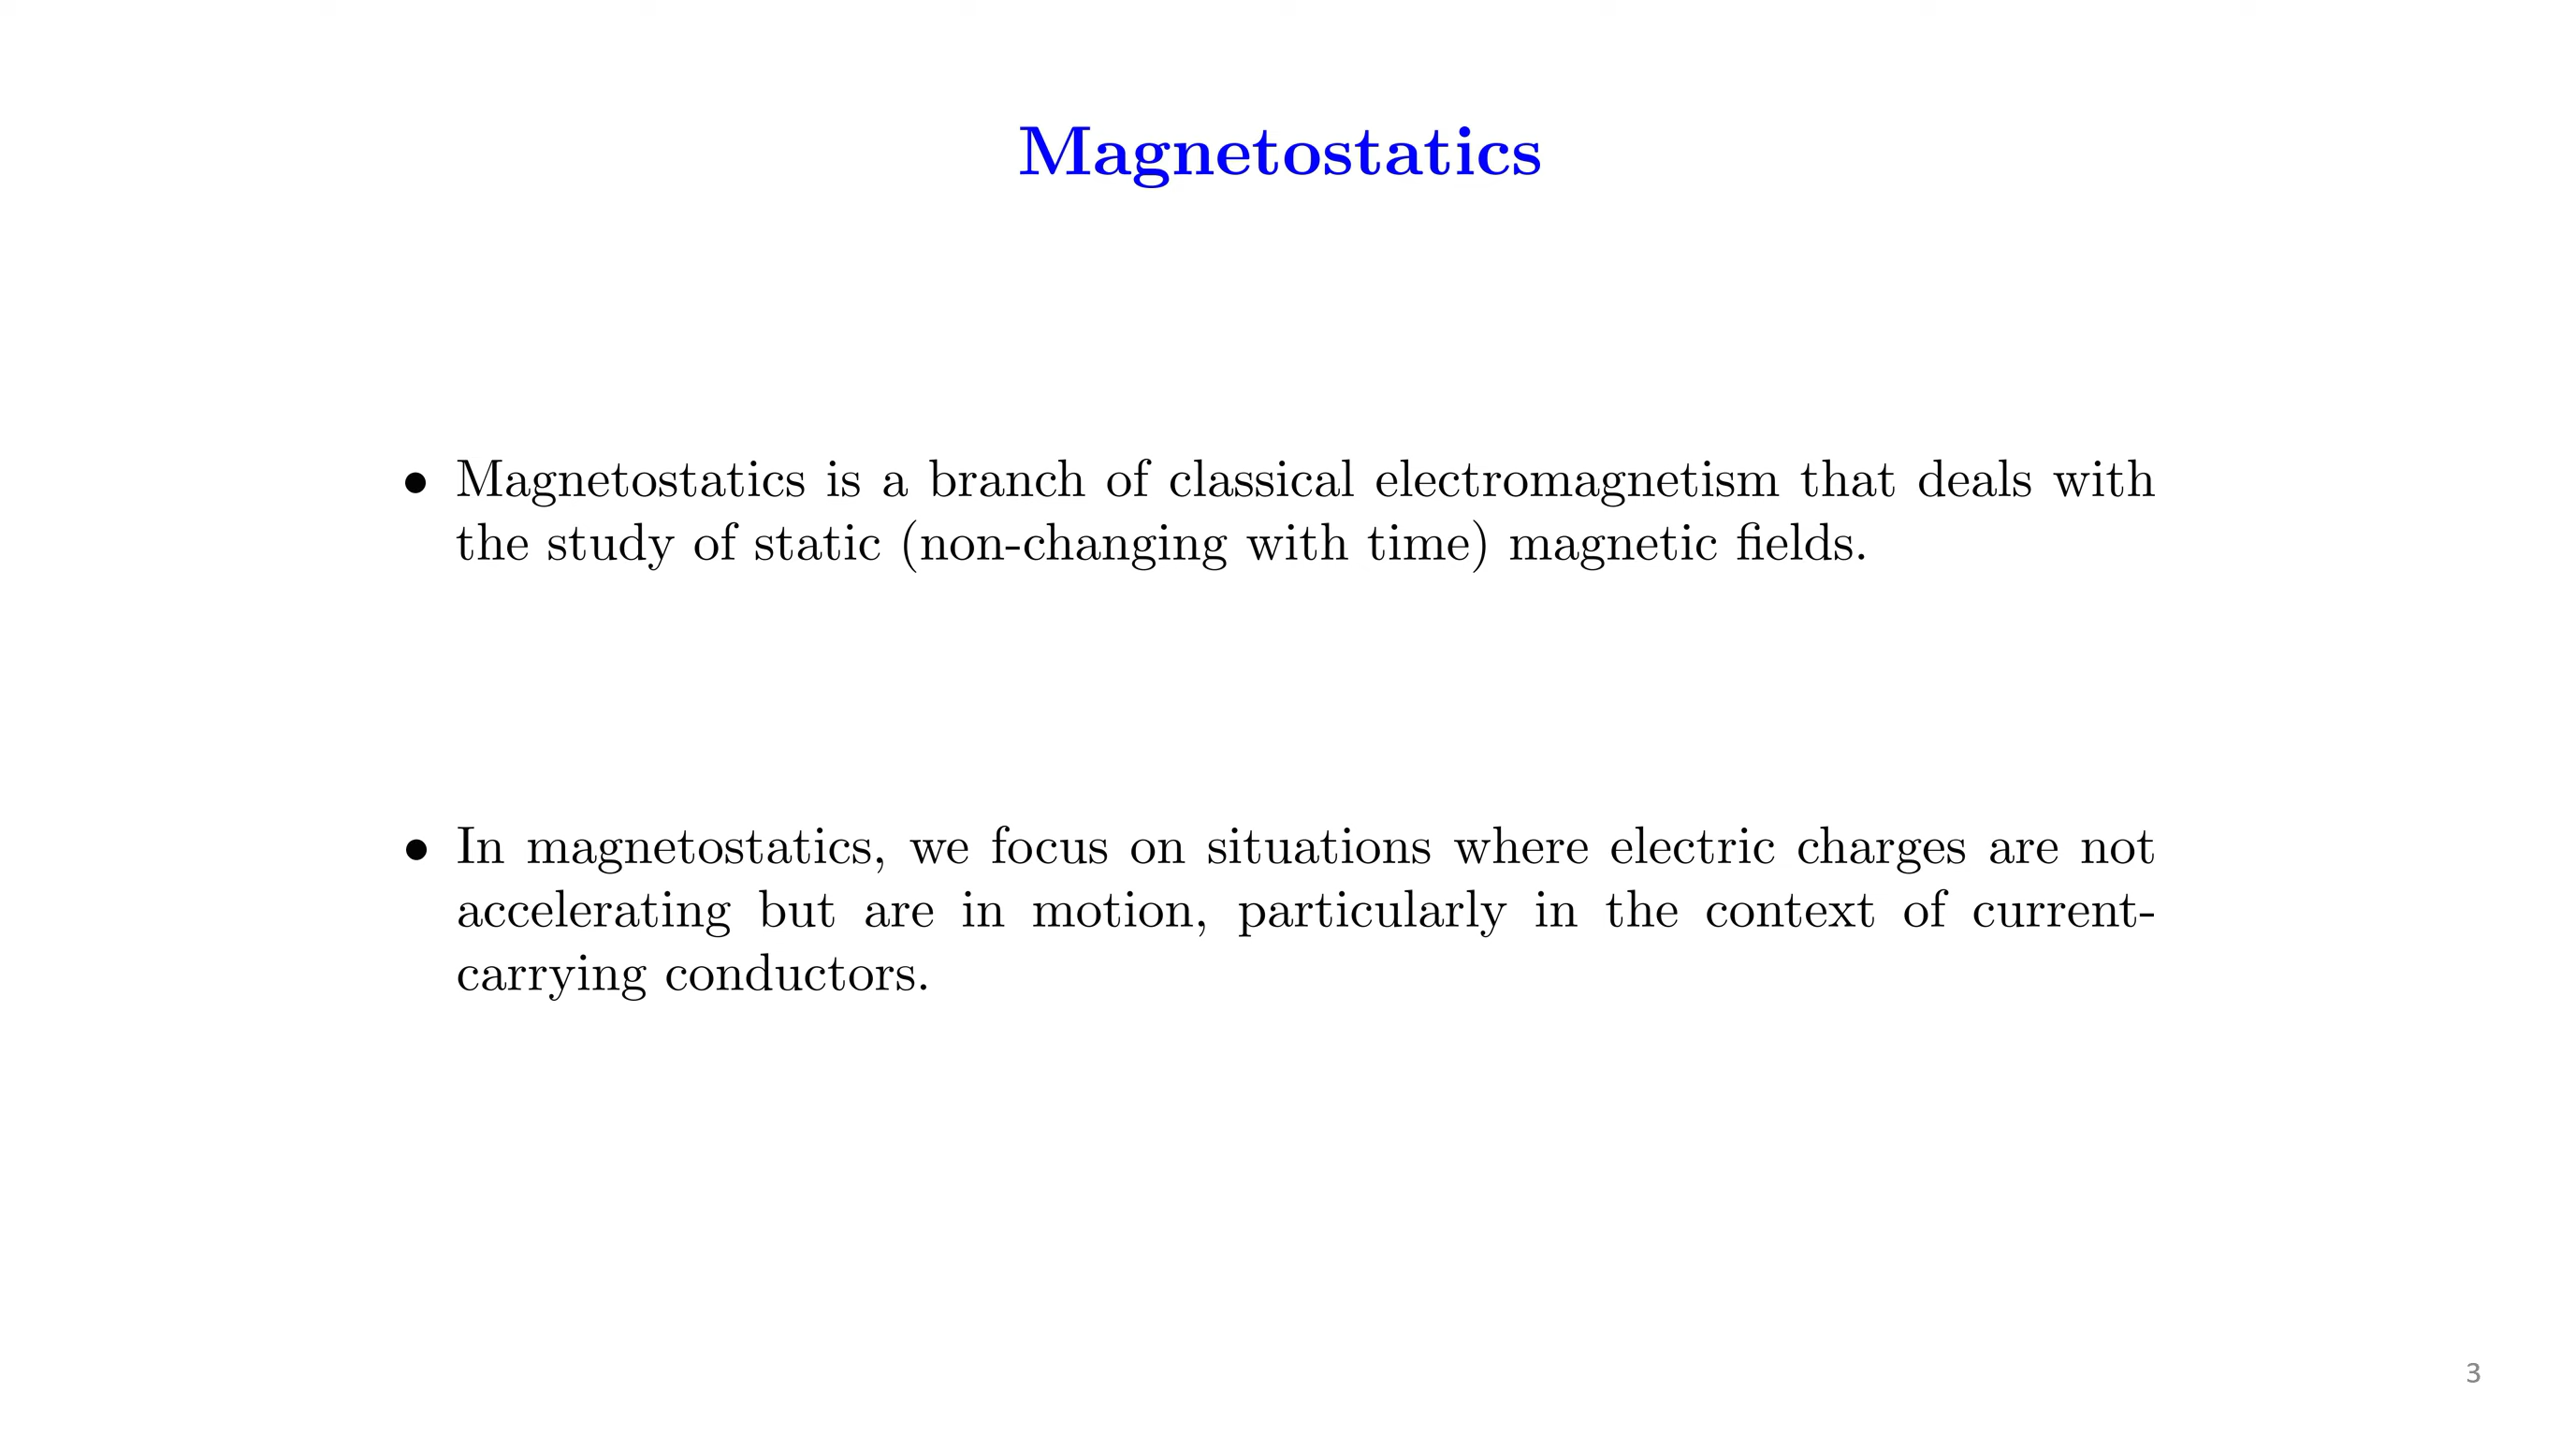 Magnetostatics
• Magnetostatics is a branch of classical electromagnetism that deals with
the study of static (non-changing with time) magnetic fields.
• In magnetostatics, we focus on situations where electric charges are not
accelerating but are in motion, particularly in the context of current-
carrying conductors.
3